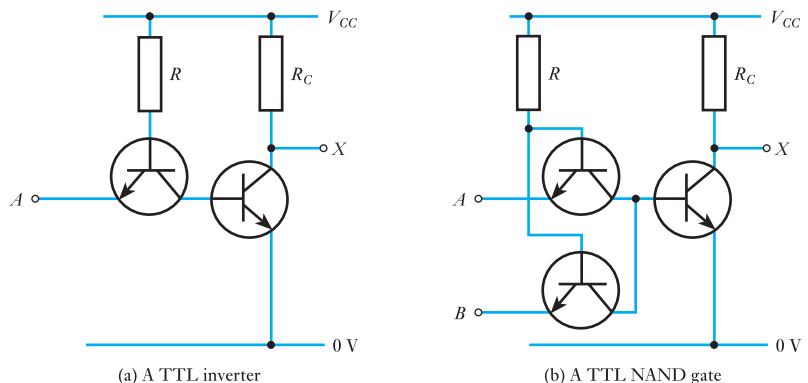 V_CC
R
R_C
X
A
0 V
(a) A TTL inverter
V_CC
R
R_C
X
A
B
0 V
(b) A TTL NAND gate